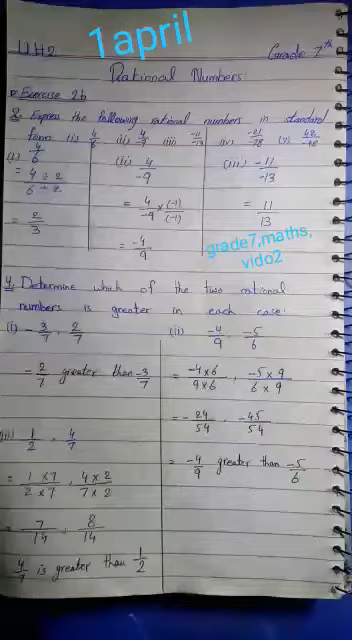 1april
UH2
Grade 7th
Rational Numbers
Exercise 2b
2 Express the following rational numbers in standard
form (i) 4/6 (ii) 4/-9 (iii) -11/-13 (iv) -21/-78 (v) 42/-48
(i) 4/6
= 4 ÷ 2 / 6 ÷ 2
= 2/3
(ii) 4/-9
= 4/-9 × (-1)/(-1)
= -4/9
(iii) -11/-13
= 11/13
grade7,maths,
vido2
4 Determine which of the two rational
numbers is greater in each case:
(i) -3/7, 2/7
= 2/7 greater than -3/7
(ii) -4/9, -5/6
= -4×6/9×6, -5×9/6×9
= -24/54, -45/54
= -4/9 greater than -5/6
(iii) 1/2, 4/7
= 1×7/2×7, 4×2/7×2
= 7/14, 8/14
4/7 is greater than 1/2